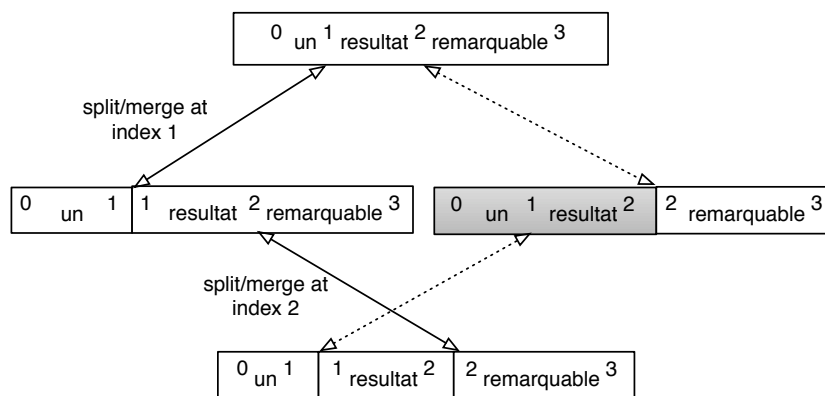 0 un 1 resultat 2 remarquable 3
split/merge at
index 1
0 un 1 1 resultat 2 remarquable 3
0 un 1 resultat 2 2 remarquable 3
split/merge at
index 2
0 un 1 1 resultat 2 2 remarquable 3